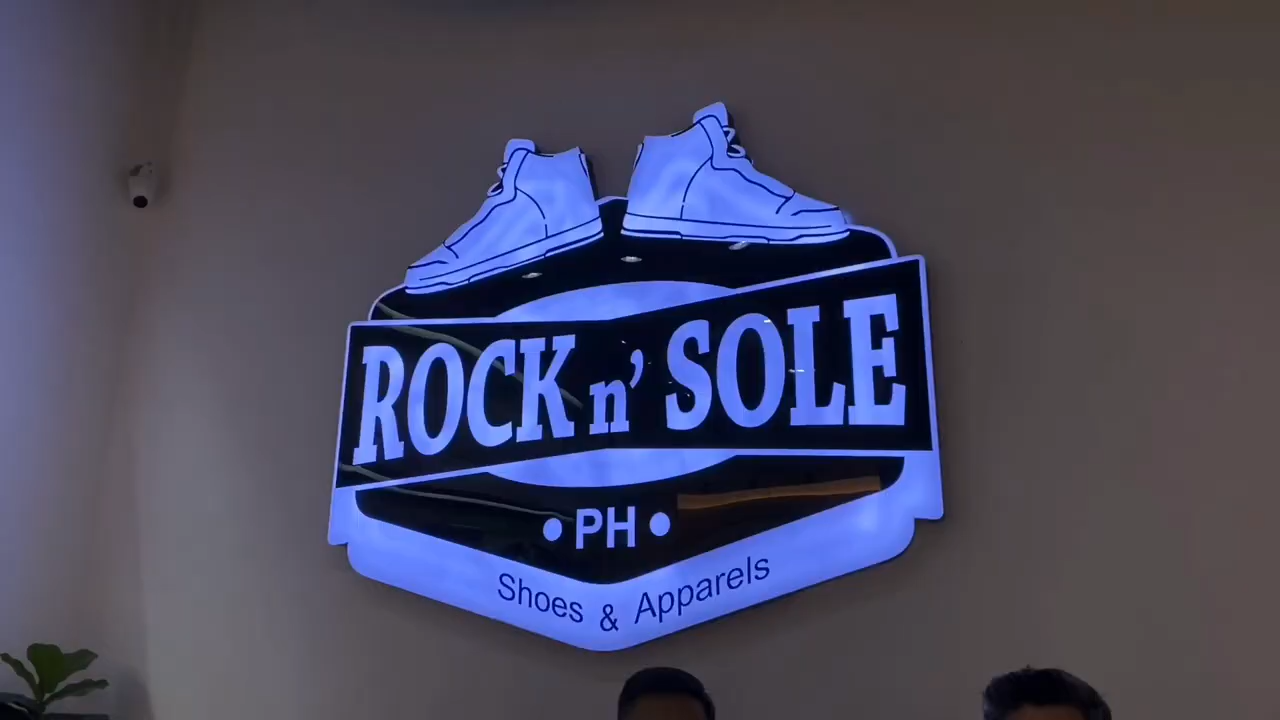 ROCK n' SOLE
• PH •
Shoes & Apparels